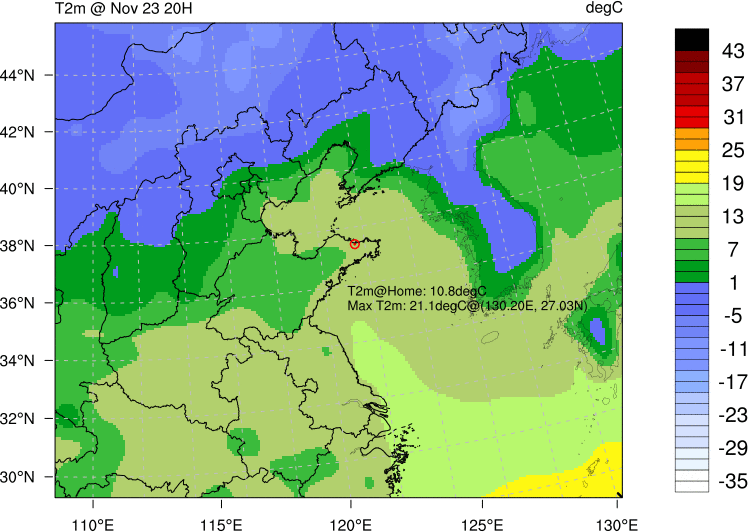 T2m @ Nov 23 20H
degC
44°N
42°N
40°N
38°N
36°N
34°N
32°N
30°N
T2m@Home: 10.8degC
Max T2m: 21.1degC@(130.20E, 27.03N)
110°E
115°E
120°E
125°E
130°E
43
37
31
25
19
13
7
1
-5
-11
-17
-23
-29
-35